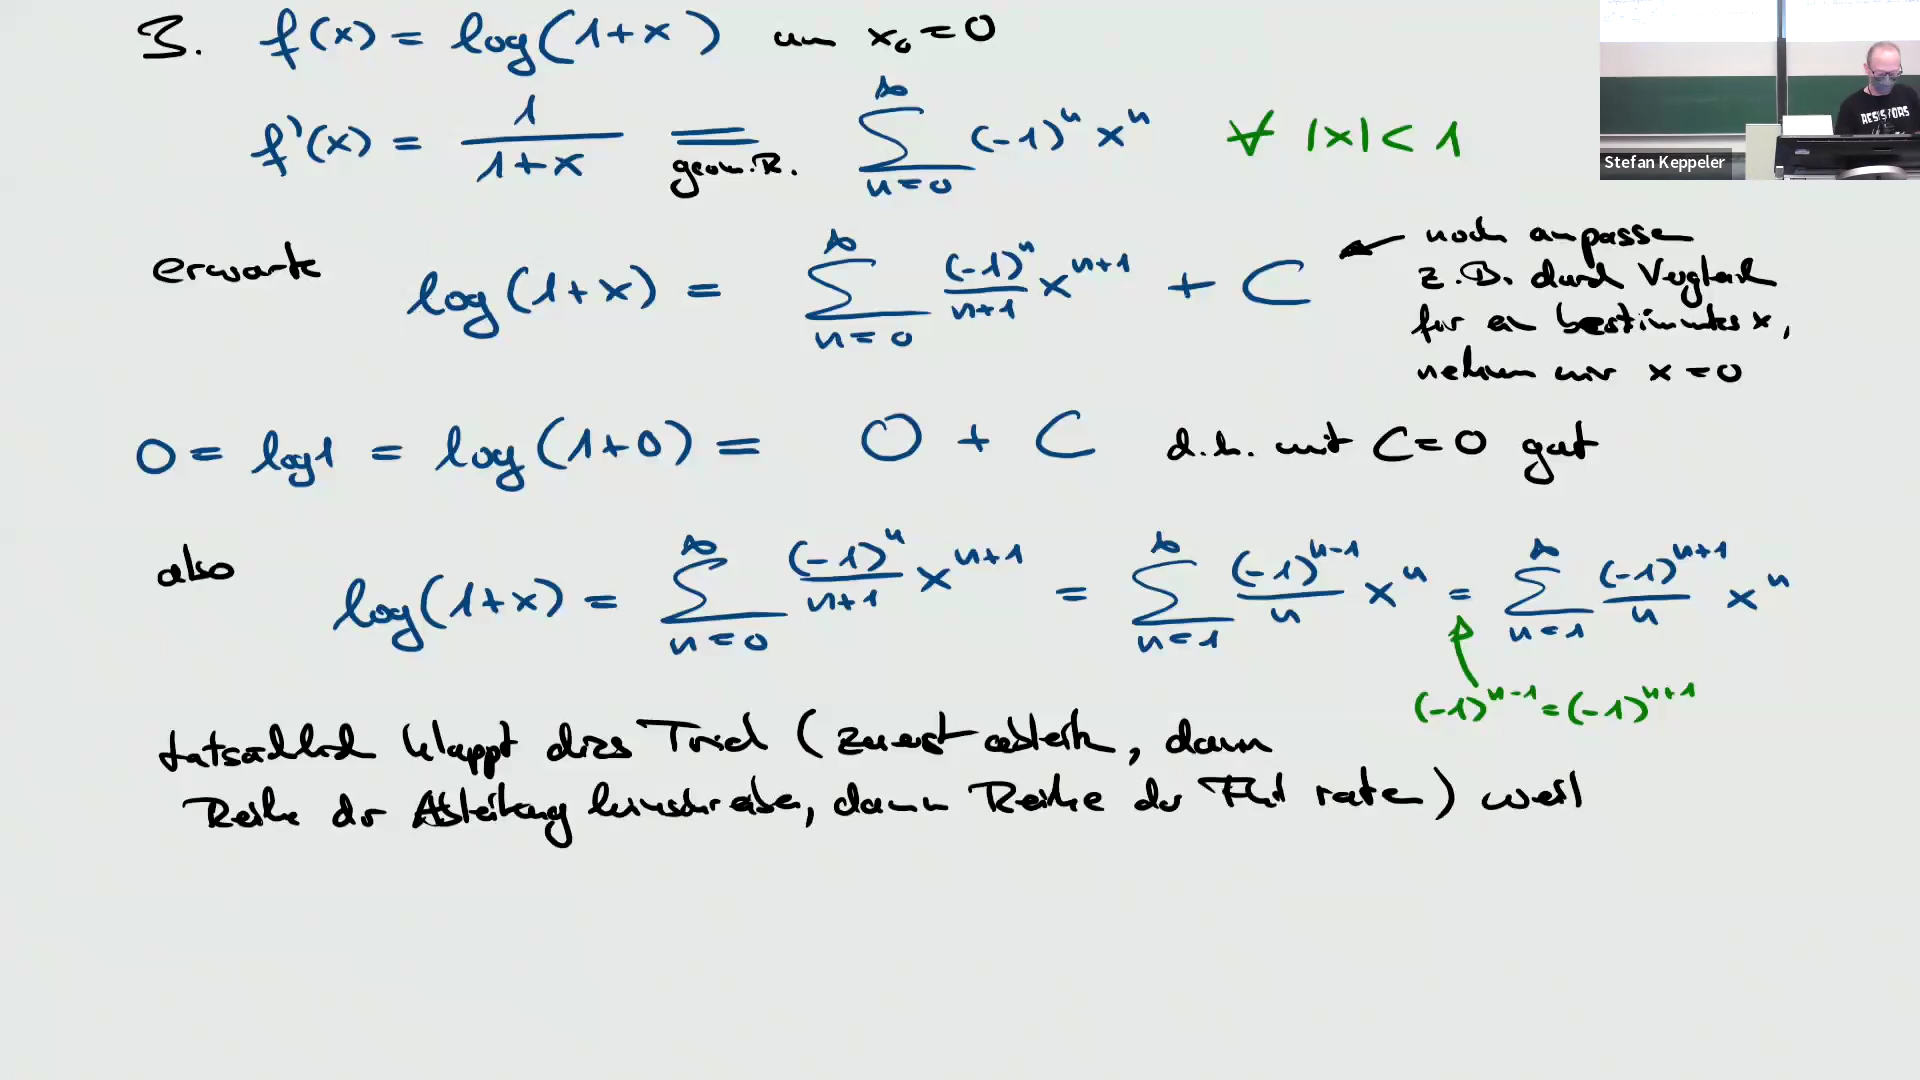 3. f(x) = log(1+x) um x₀ = 0
f'(x) = 1/(1+x) = ∑_{n=0}^{∞} (-1)^n x^n ∀ |x| < 1
geom. R.
Stefan Keppeler
RESISTORS
erwarte log(1+x) = ∑_{n=0}^{∞} (-1)^n/(n+1) x^{n+1} + C
noch anpassen
z.B. durch Vergleich
für ein bestimmtes x,
nehmen wir x = 0
0 = log 1 = log(1+0) = 0 + C d.h. mit C = 0 gut
also log(1+x) = ∑_{n=0}^{∞} (-1)^n/(n+1) x^{n+1} = ∑_{n=1}^{∞} (-1)^{n-1}/n x^n = ∑_{n=1}^{∞} (-1)^{n+1}/n x^n
(-1)^{n-1} = (-1)^{n+1}
tatsächlich klappt dieser Trick (zuerst ableiten, dann
Reihe der Ableitung hinschreiben, dann Reihe der Fkt raten) weil